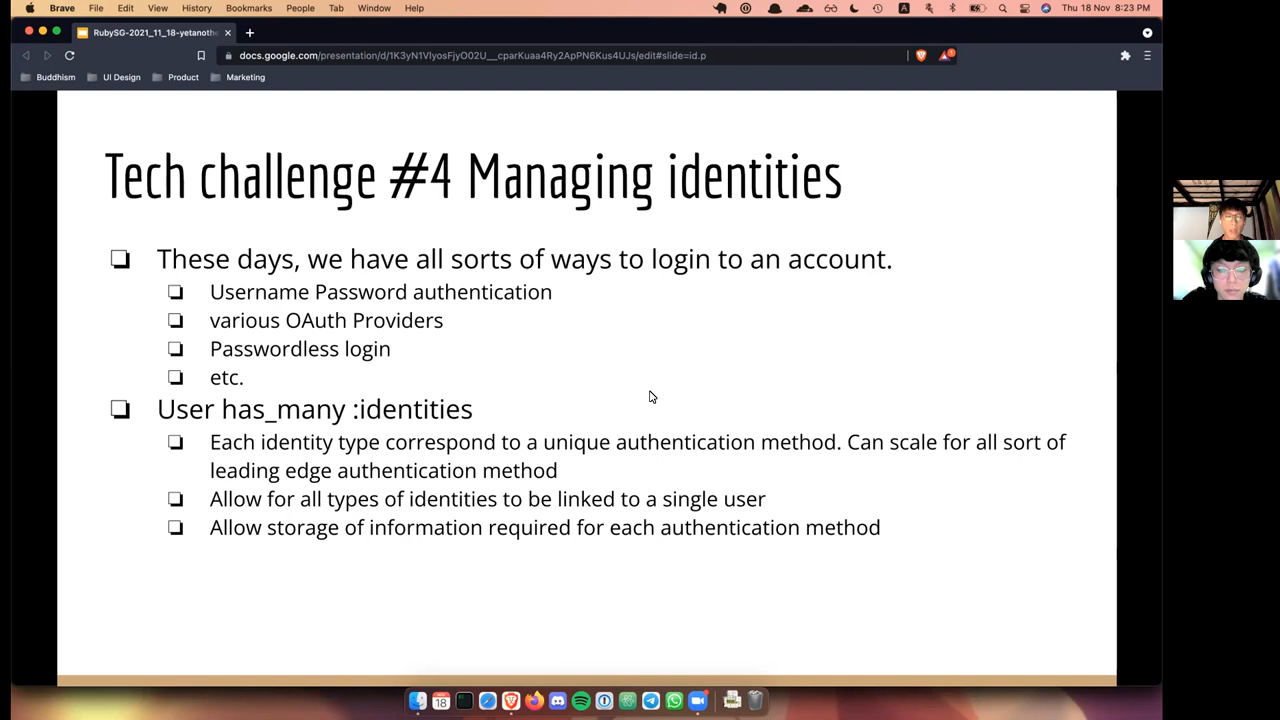 Brave File Edit View History Bookmarks People Tab Window Help Thu 18 Nov 8:23 PM
RubySG-2021_11_18-yetanothe
docs.google.com/presentation/d/1K3yN1VlyosFjyO02U__cparKuaa4Ry2ApPN6Kus4UJs/edit#slide=id.p
Buddhism UI Design Product Marketing
Tech challenge #4 Managing identities
These days, we have all sorts of ways to login to an account.
Username Password authentication
various OAuth Providers
Passwordless login
etc.
User has_many :identities
Each identity type correspond to a unique authentication method. Can scale for all sort of
leading edge authentication method
Allow for all types of identities to be linked to a single user
Allow storage of information required for each authentication method
18